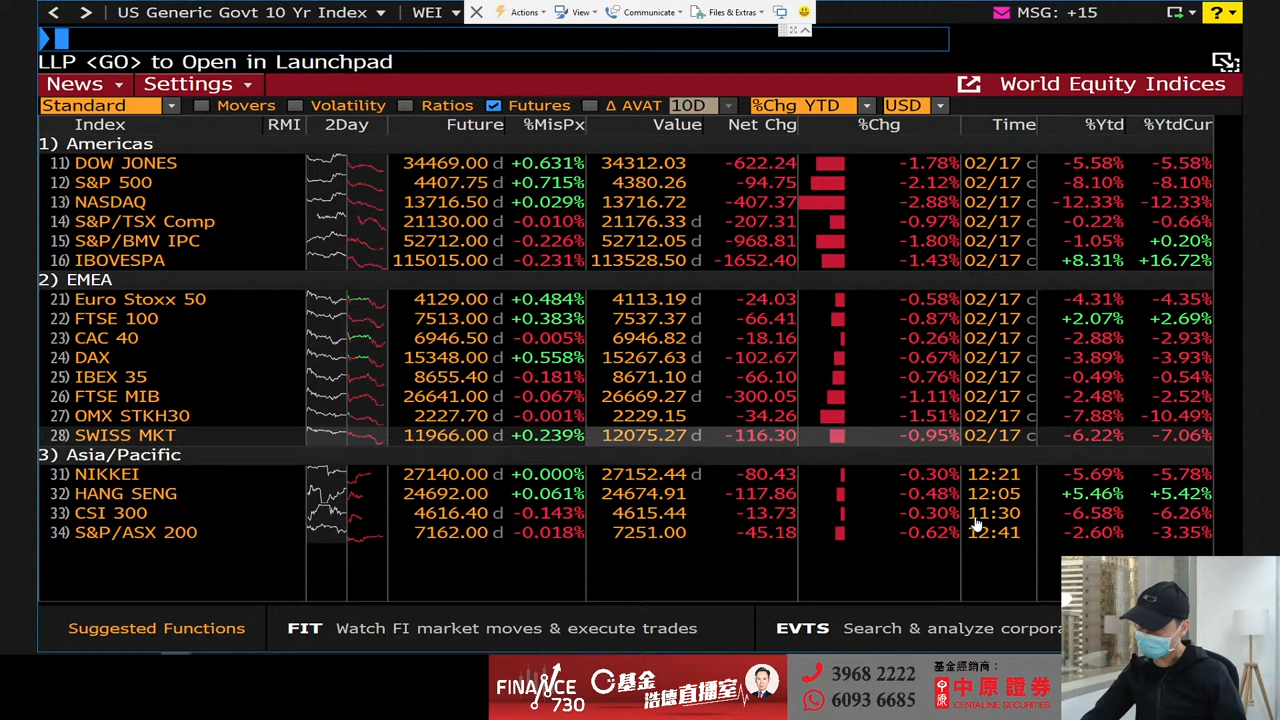 < > US Generic Govt 10 Yr Index WEI Actions View Communicate Files & Extras MSG: +15 ?
LLP <GO> to Open in Launchpad
News Settings World Equity Indices
Standard Movers Volatility Ratios Futures Δ AVAT 10D %Chg YTD USD
Index RMI 2Day Future %MisPx Value Net Chg %Chg Time %Ytd %YtdCur
1) Americas
11) DOW JONES 34469.00 d +0.631% 34312.03 -622.24 -1.78% 02/17 c -5.58% -5.58%
12) S&P 500 4407.75 d +0.715% 4380.26 -94.75 -2.12% 02/17 c -8.10% -8.10%
13) NASDAQ 13716.50 d +0.029% 13716.72 -407.37 -2.88% 02/17 c -12.33% -12.33%
14) S&P/TSX Comp 21130.00 d -0.010% 21176.33 d -207.31 -0.97% 02/17 c -0.22% -0.66%
15) S&P/BMV IPC 52712.00 d -0.226% 52712.05 d -968.81 -1.80% 02/17 c -1.05% +0.20%
16) IBOVESPA 115015.00 d -0.231% 113528.50 d -1652.40 -1.43% 02/17 c +8.31% +16.72%
2) EMEA
21) Euro Stoxx 50 4129.00 d +0.484% 4113.19 d -24.03 -0.58% 02/17 c -4.31% -4.35%
22) FTSE 100 7513.00 d +0.383% 7537.37 d -66.41 -0.87% 02/17 c +2.07% +2.69%
23) CAC 40 6946.50 d -0.005% 6946.82 d -18.16 -0.26% 02/17 c -2.88% -2.93%
24) DAX 15348.00 d +0.558% 15267.63 d -102.67 -0.67% 02/17 c -3.89% -3.93%
25) IBEX 35 8655.40 d -0.181% 8671.10 d -66.10 -0.76% 02/17 c -0.49% -0.54%
26) FTSE MIB 26641.00 d -0.067% 26669.27 d -300.05 -1.11% 02/17 c -2.48% -2.52%
27) OMX STKH30 2227.70 d -0.001% 2229.15 d -34.26 -1.51% 02/17 c -7.88% -10.49%
28) SWISS MKT 11966.00 d +0.239% 12075.27 d -116.30 -0.95% 02/17 c -6.22% -7.06%
3) Asia/Pacific
31) NIKKEI 27140.00 d +0.000% 27152.44 d -80.43 -0.30% 12:21 -5.69% -5.78%
32) HANG SENG 24692.00 d +0.061% 24674.91 -117.86 -0.48% 12:05 +5.46% +5.42%
33) CSI 300 4616.40 d -0.143% 4615.44 -13.73 -0.30% 11:30 -6.58% -6.26%
34) S&P/ASX 200 7162.00 d -0.018% 7251.00 -45.18 -0.62% 12:41 -2.60% -3.35%
Suggested Functions FIT Watch FI market moves & execute trades EVTS Search & analyze corpora
FINANCE 730
基金
浩德直播室
3968 2222
6093 6685
基金經銷商：
中原證券
CENTALINE SECURITIES